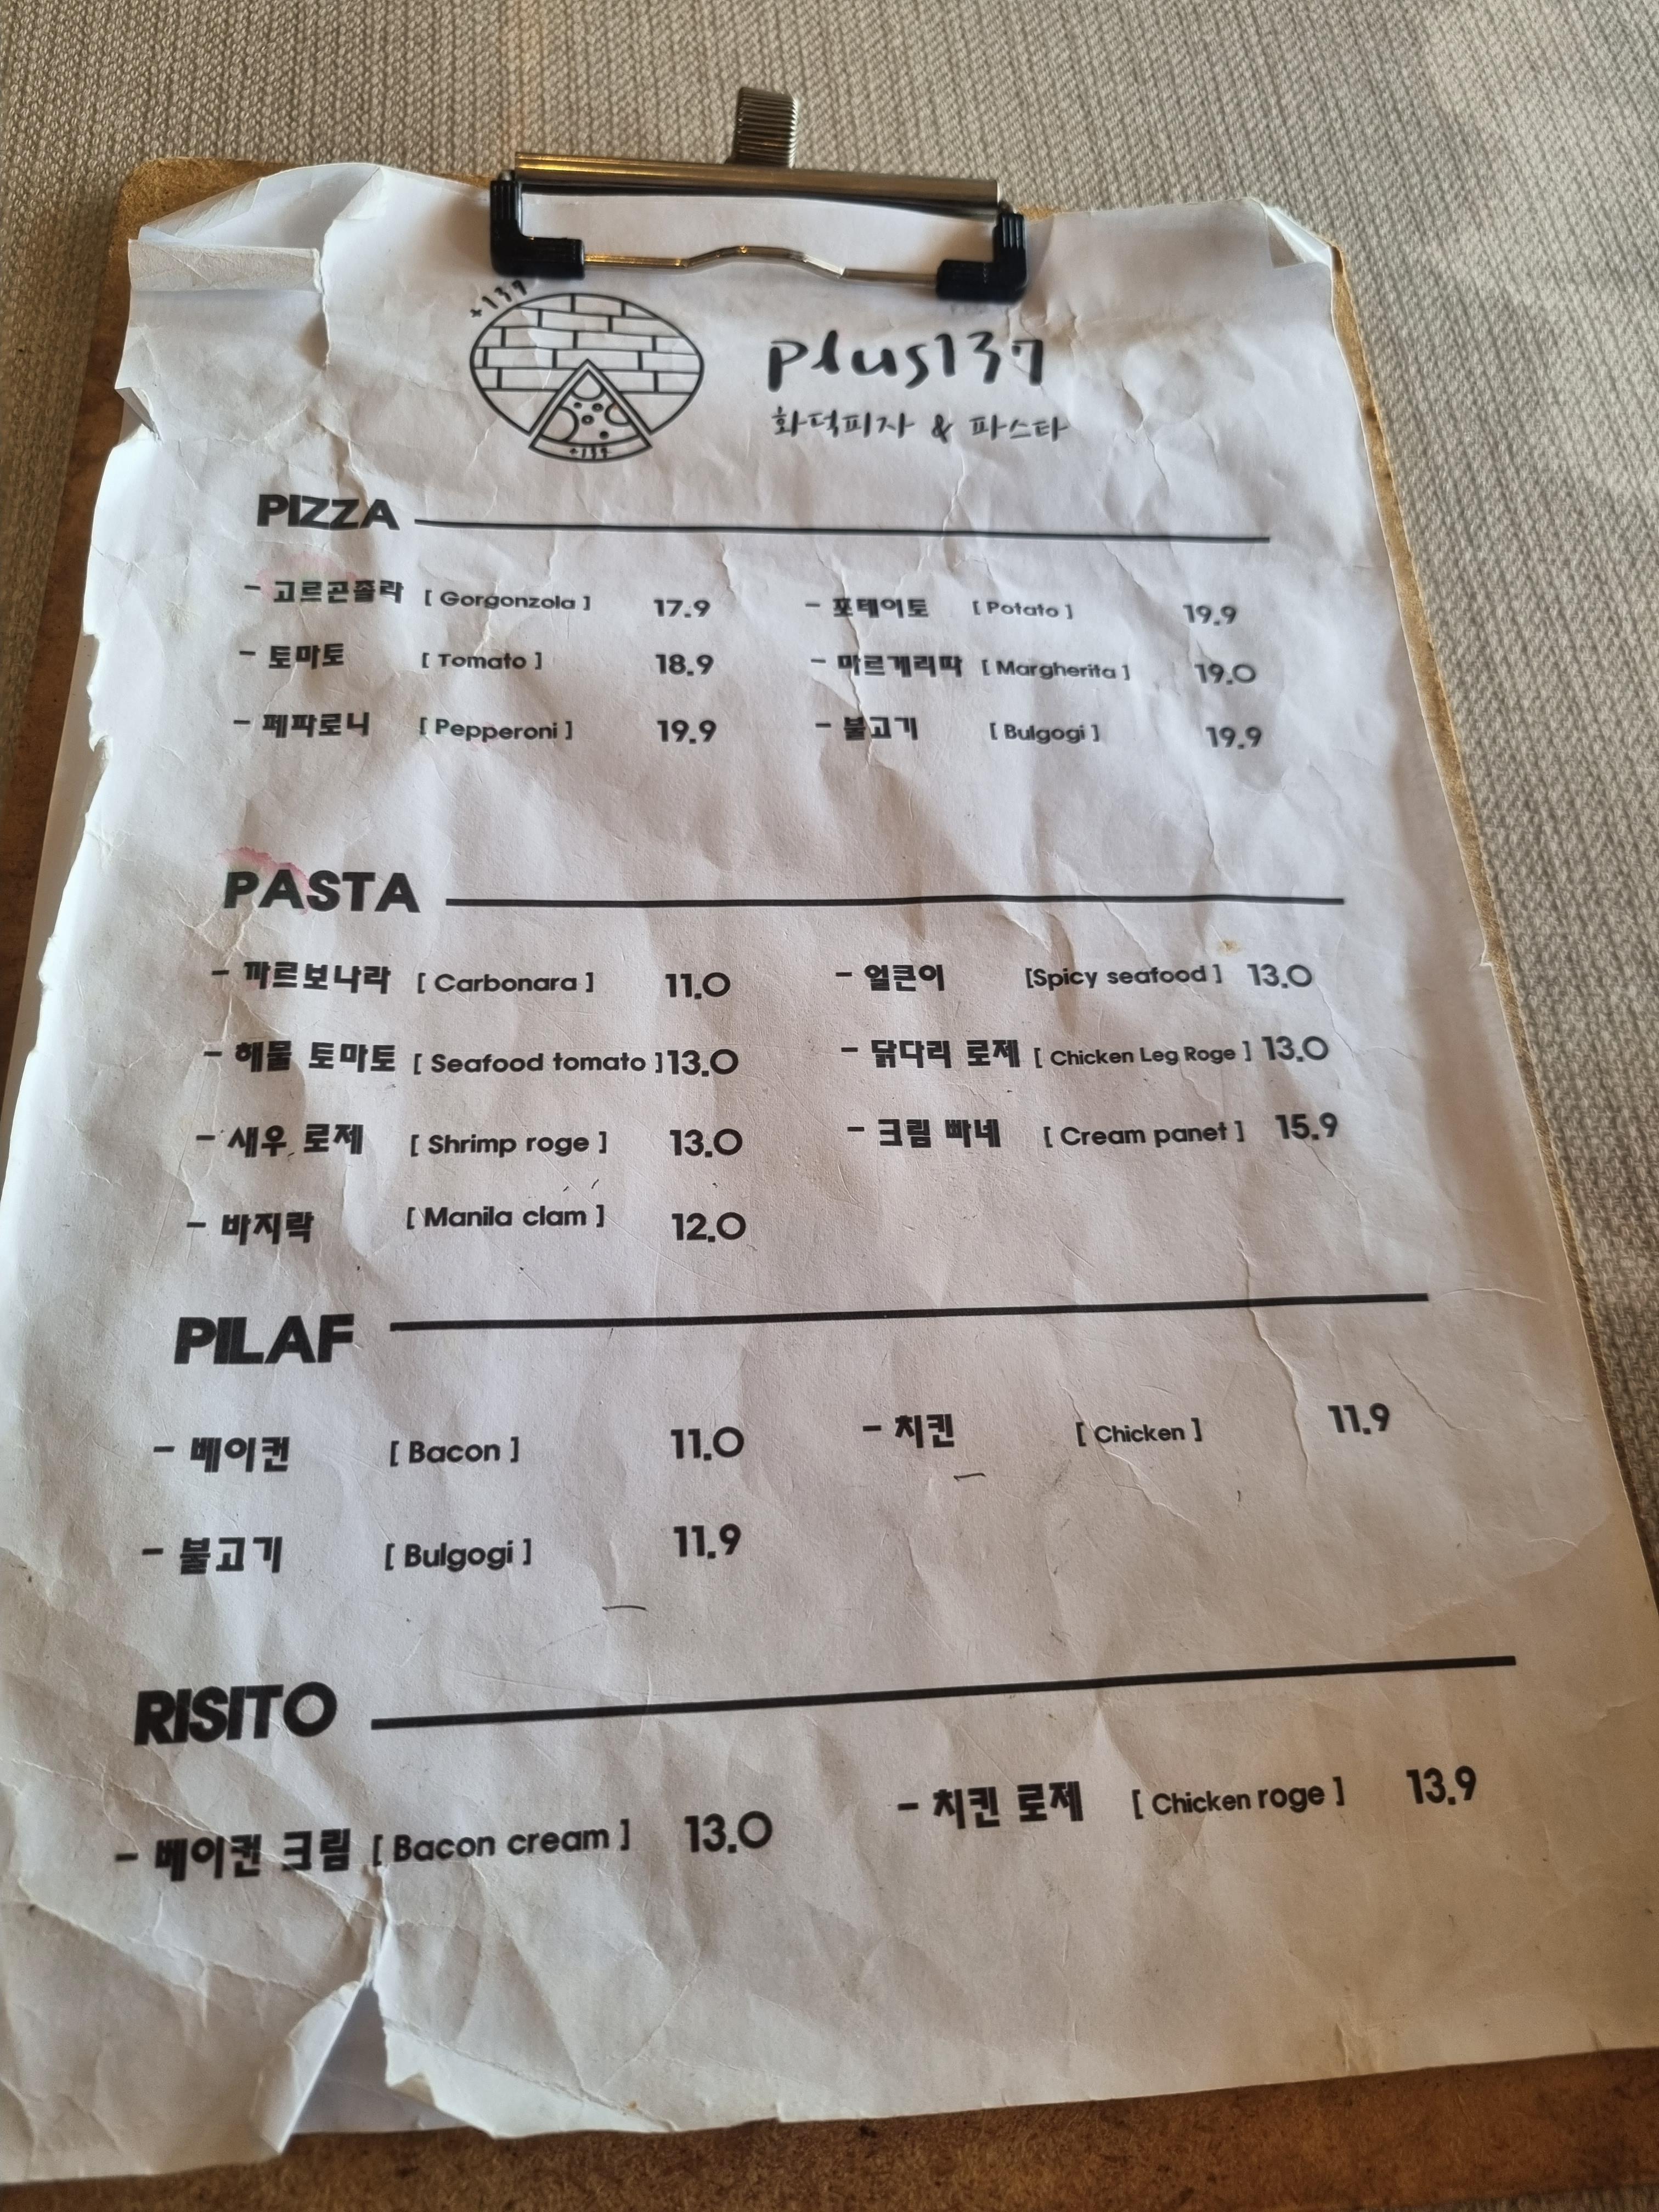 +137
plus137
화덕피자 & 파스타
+137
PIZZA
- 고르곤졸라 [ Gorgonzola ] 17.9 - 포테이토 [ Potato ] 19.9
- 토마토 [ Tomato ] 18.9 - 마르게리따 [ Margherita ] 19.0
- 페파로니 [ Pepperoni ] 19.9 - 불고기 [ Bulgogi ] 19.9
PASTA
- 까르보나라 [ Carbonara ] 11.0 - 얼큰이 [Spicy seafood ] 13.0
- 해물 토마토 [ Seafood tomato ] 13.0 - 닭다리 로제 [ Chicken Leg Roge ] 13.0
- 새우 로제 [ Shrimp roge ] 13.0 - 크림 빠네 [ Cream panet ] 15.9
- 바지락 [ Manila clam ] 12.0
PILAF
- 베이컨 [ Bacon ] 11.0 - 치킨 [ Chicken ] 11.9
- 불고기 [ Bulgogi ] 11.9
RISITO
- 베이컨 크림 [ Bacon cream ] 13.0 - 치킨 로제 [ Chicken roge ] 13.9